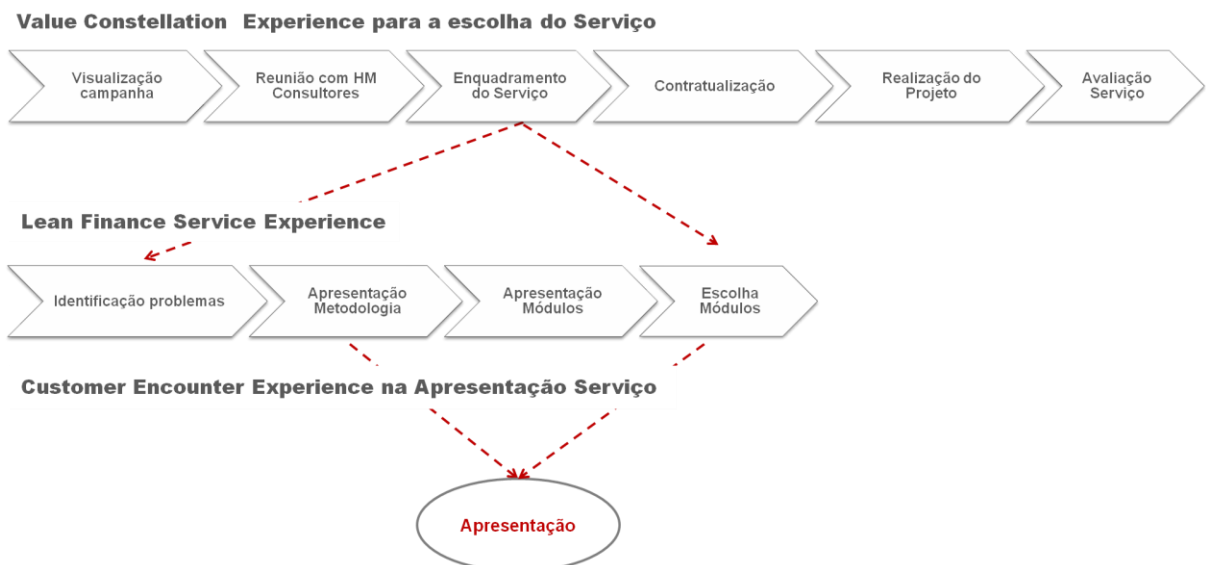 Value Constellation Experience para a escolha do Serviço
Visualização
campanha
Reunião com HM
Consultores
Enquadramento
do Serviço
Contratualização
Realização do
Projeto
Avaliação
Serviço
Lean Finance Service Experience
Identificação problemas
Apresentação
Metodologia
Apresentação
Módulos
Escolha
Módulos
Customer Encounter Experience na Apresentação Serviço
Apresentação